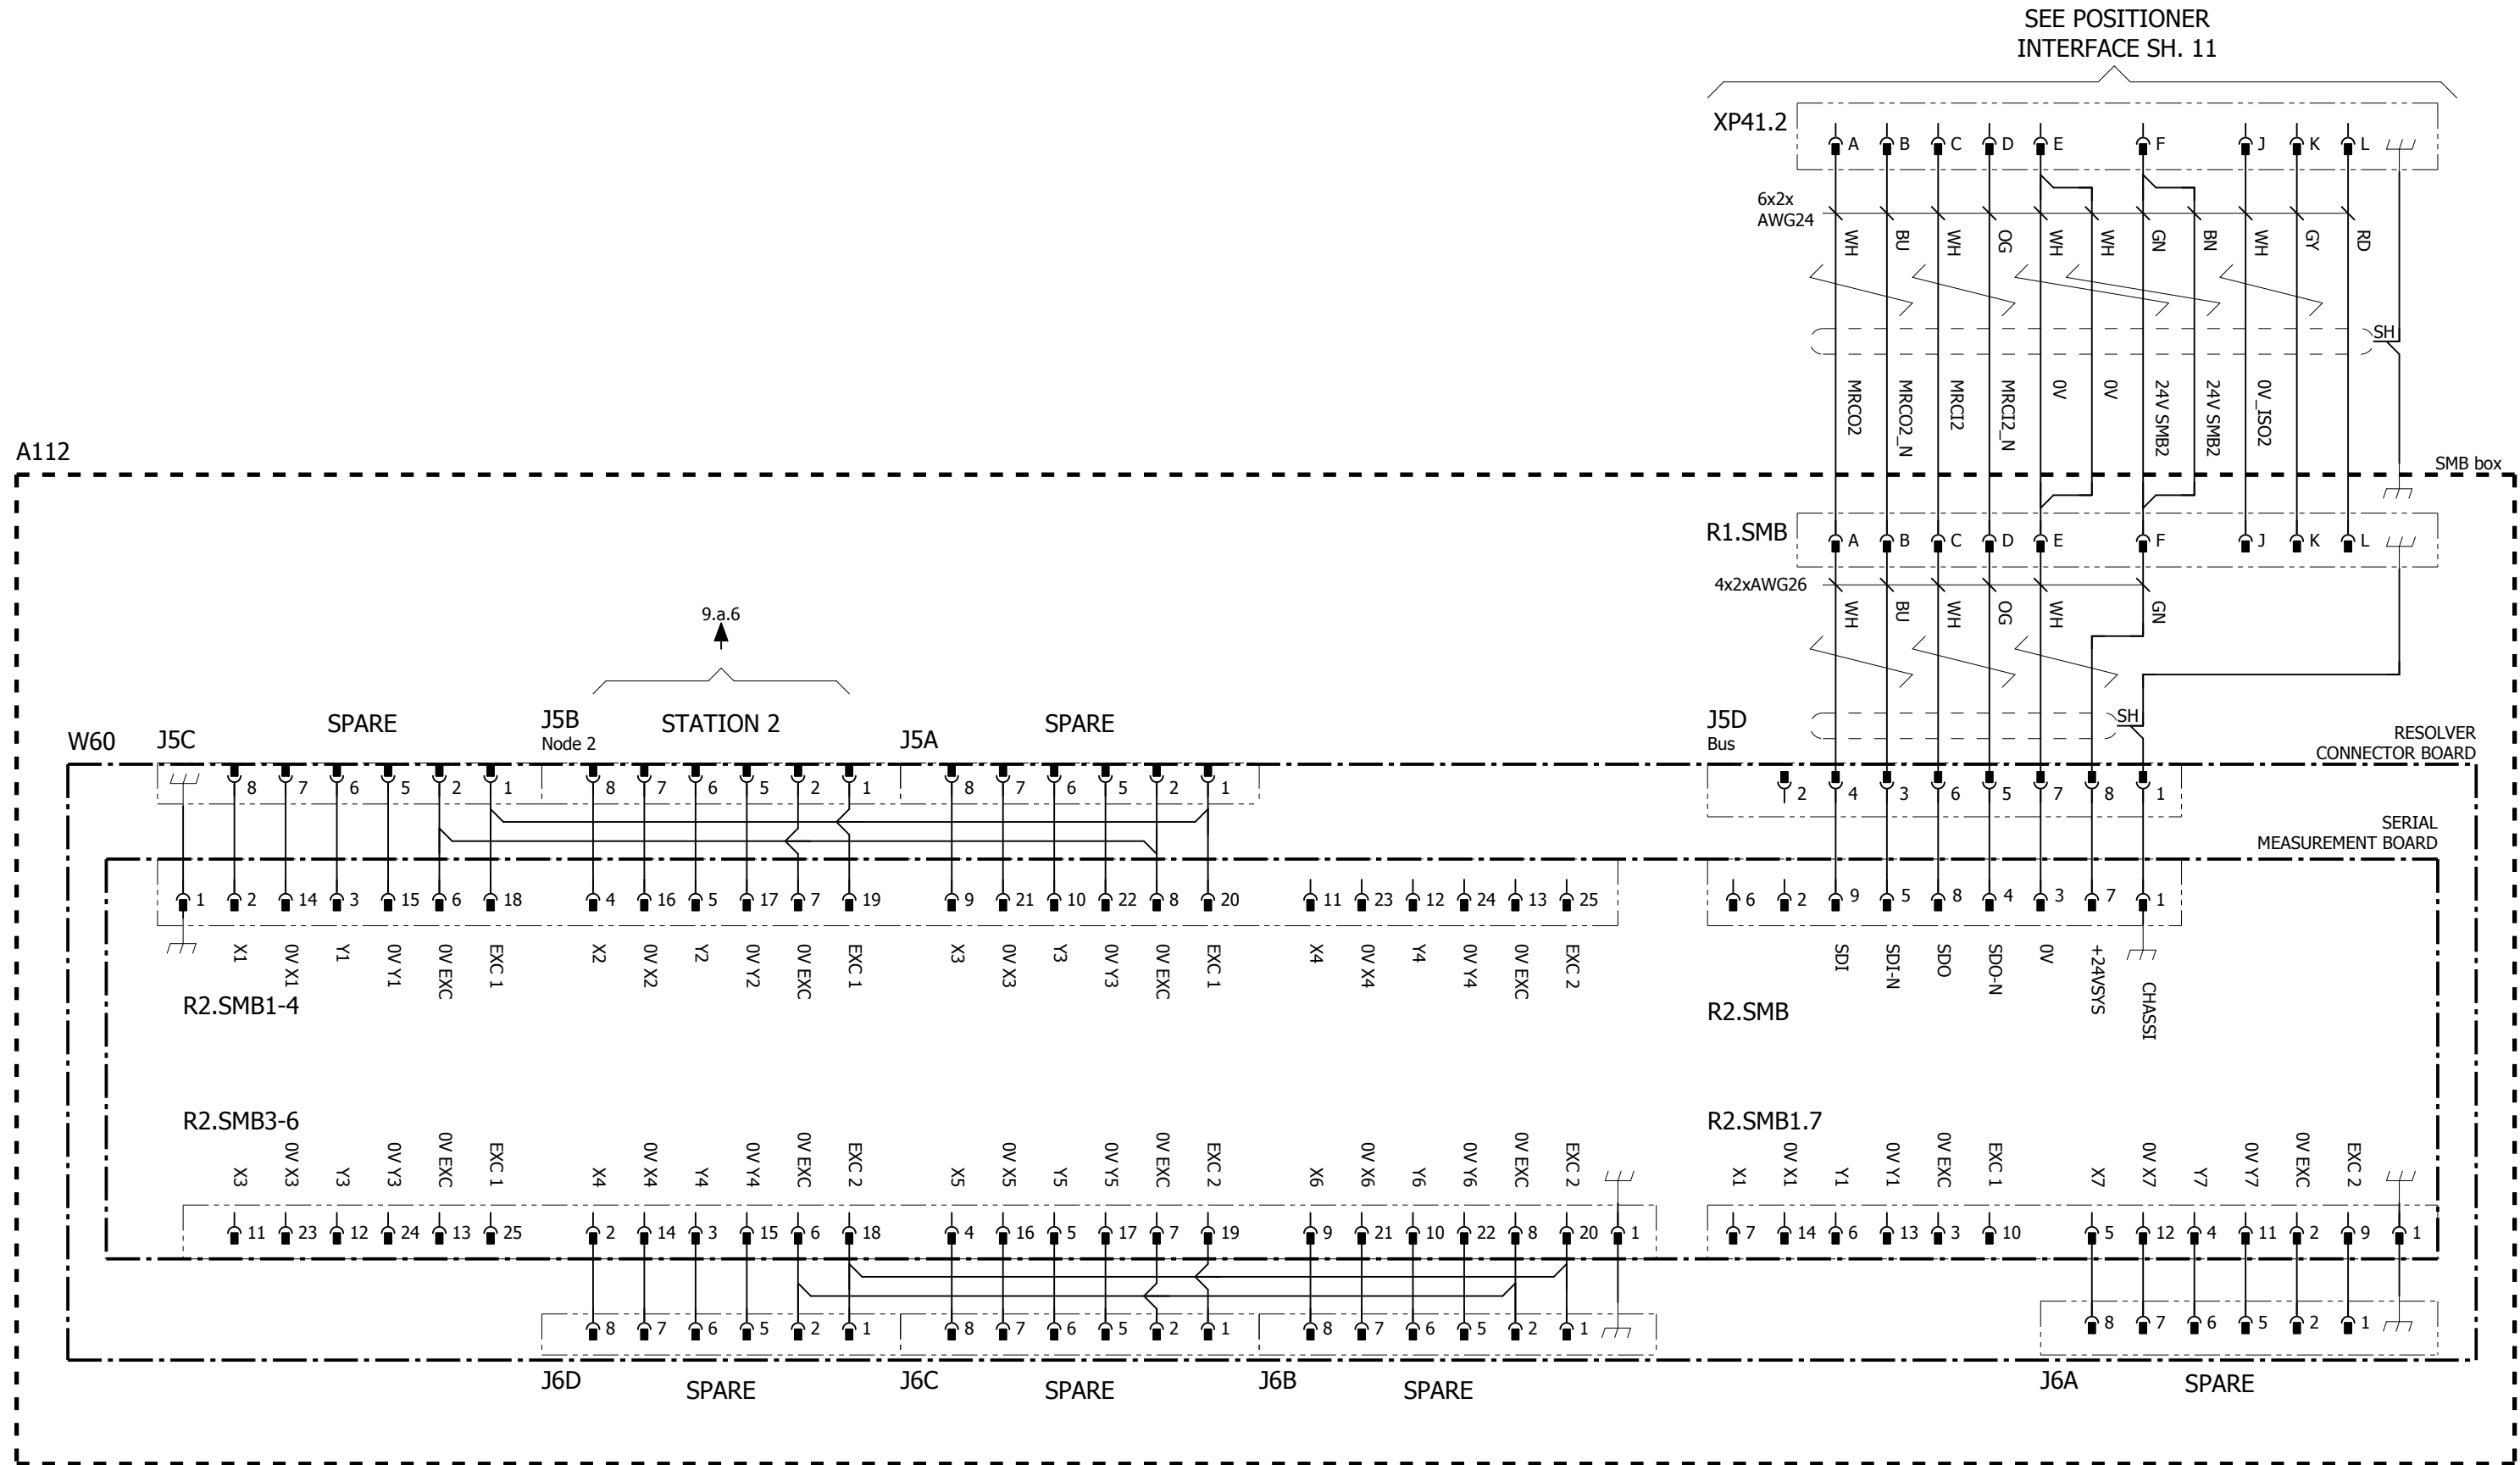 SEE POSITIONER
INTERFACE SH. 11
XP41.2
A B C D E F J K L
6x2x
AWG24
WH BU WH OG WH WH GN BN WH GY RD
SH
MRCO2 MRCO2_N MRCI2 MRCI2_N 0V 0V 24V SMB2 24V SMB2 0V_ISO2
A112
SMB box
R1.SMB
A B C D E F J K L
4x2xAWG26
WH BU WH OG WH GN
9.a.6
SPARE
J5B
Node 2
STATION 2
SPARE
J5D
Bus
SH
W60
J5C
J5A
RESOLVER
CONNECTOR BOARD
8 7 6 5 2 1 8 7 6 5 2 1 8 7 6 5 2 1 2 4 3 6 5 7 8 1
SERIAL
MEASUREMENT BOARD
1 2 14 3 15 6 18 4 16 5 17 7 19 9 21 10 22 8 20 11 23 12 24 13 25 6 2 9 5 8 4 3 7 1
X1 0V X1 Y1 0V Y1 0V EXC EXC 1 X2 0V X2 Y2 0V Y2 0V EXC EXC 1 X3 0V X3 Y3 0V Y3 0V EXC EXC 1 X4 0V X4 Y4 0V Y4 0V EXC EXC 2 SDI SDI-N SDO SDO-N 0V +24VSYS CHASSI
R2.SMB1-4
R2.SMB
R2.SMB3-6
R2.SMB1.7
X3 0V X3 Y3 0V Y3 0V EXC EXC 1 X4 0V X4 Y4 0V Y4 0V EXC EXC 2 X5 0V X5 Y5 0V Y5 0V EXC EXC 2 X6 0V X6 Y6 0V Y6 0V EXC EXC 2 X1 0V X1 Y1 0V Y1 0V EXC EXC 1 X7 0V X7 Y7 0V Y7 0V EXC EXC 2
11 23 12 24 13 25 2 14 3 15 6 18 4 16 5 17 7 19 9 21 10 22 8 20 1 7 14 6 13 3 10 5 12 4 11 2 9 1
8 7 6 5 2 1 8 7 6 5 2 1 8 7 6 5 2 1 8 7 6 5 2 1
J6D
SPARE
J6C
SPARE
J6B
SPARE
J6A
SPARE